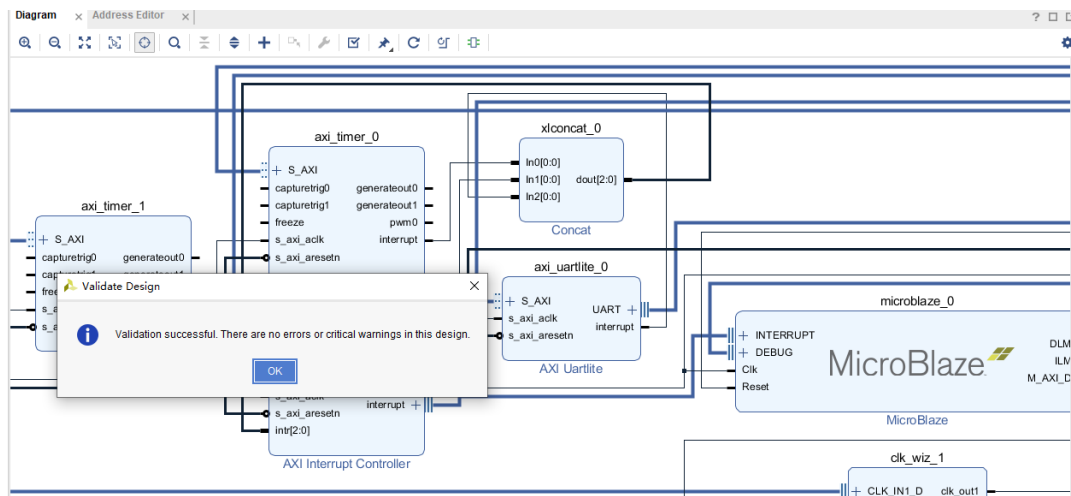 Diagram
Address Editor
axi_timer_0
S_AXI
capturetrig0
generateout0
capturetrig1
generateout1
freeze
pwm0
s_axi_aclk
interrupt
s_axi_aresetn
xlconcat_0
In0[0:0]
In1[0:0]
dout[2:0]
In2[0:0]
Concat
axi_timer_1
S_AXI
capturetrig0
generateout0
axi_uartlite_0
S_AXI
UART
s_axi_aclk
interrupt
s_axi_aresetn
AXI Uartlite
microblaze_0
INTERRUPT
DEBUG
Clk
Reset
MicroBlaze
DLM
ILM
M_AXI_D
MicroBlaze
Validate Design
Validation successful. There are no errors or critical warnings in this design.
OK
s_axi_aresetn
interrupt
intr[2:0]
AXI Interrupt Controller
clk_wiz_1
CLK_IN1_D
clk_out1